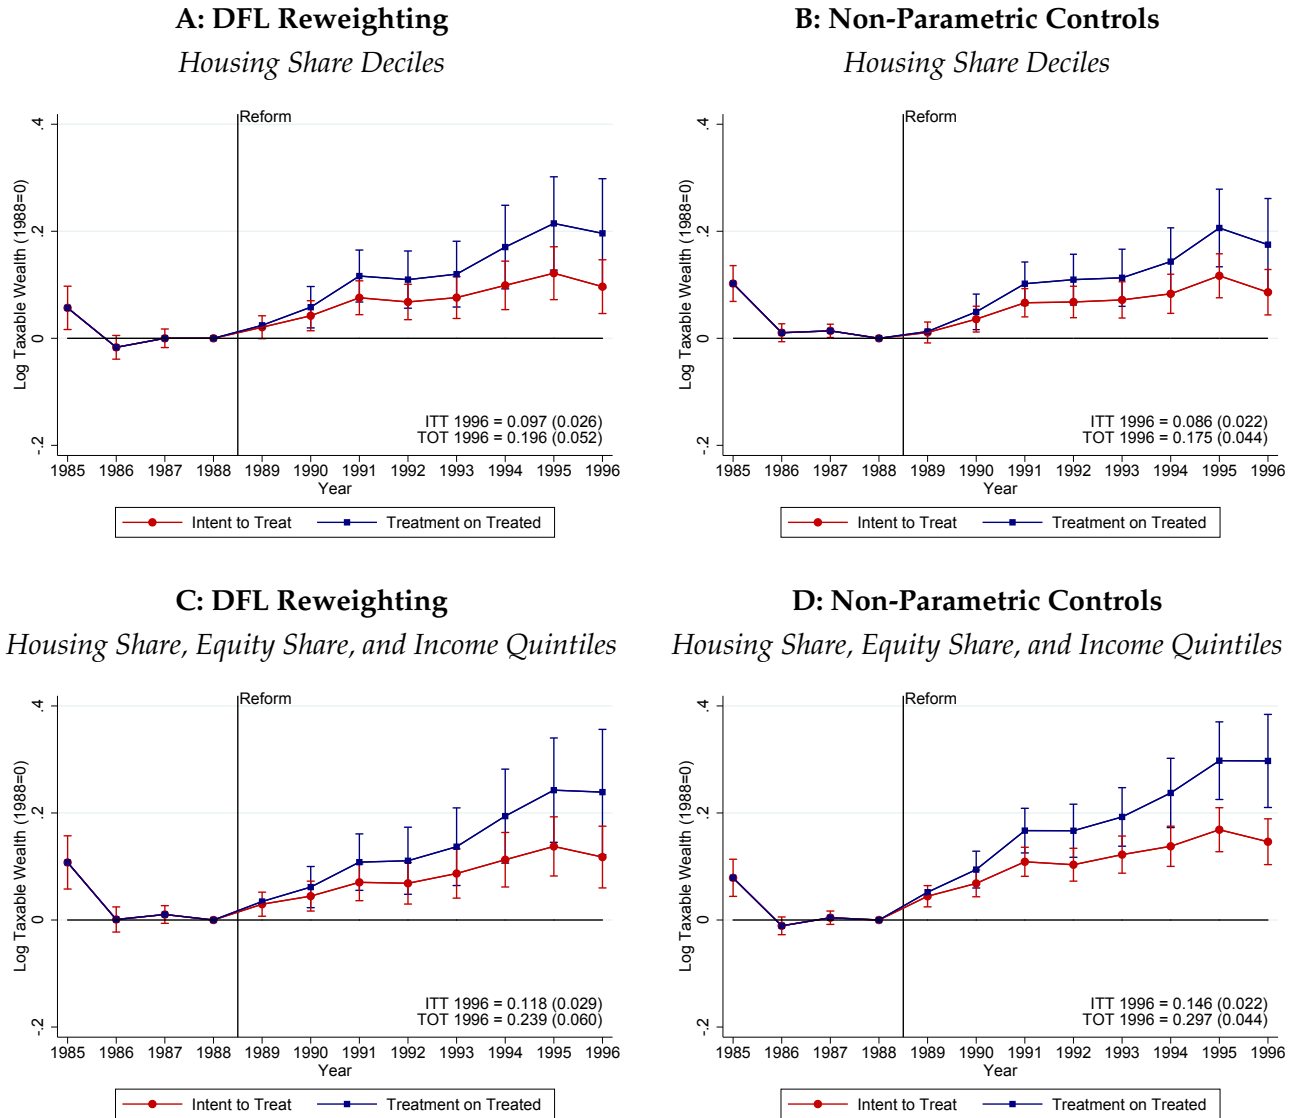 A: DFL Reweighting
Housing Share Deciles
Reform
Log Taxable Wealth (1988=0)
.4
.2
0
-.2
ITT 1996 = 0.097 (0.026)
TOT 1996 = 0.196 (0.052)
1985 1986 1987 1988 1989 1990 1991 1992 1993 1994 1995 1996
Year
Intent to Treat Treatment on Treated
B: Non-Parametric Controls
Housing Share Deciles
Reform
Log Taxable Wealth (1988=0)
.4
.2
0
-.2
ITT 1996 = 0.086 (0.022)
TOT 1996 = 0.175 (0.044)
1985 1986 1987 1988 1989 1990 1991 1992 1993 1994 1995 1996
Year
Intent to Treat Treatment on Treated
C: DFL Reweighting
Housing Share, Equity Share, and Income Quintiles
Reform
Log Taxable Wealth (1988=0)
.4
.2
0
-.2
ITT 1996 = 0.118 (0.029)
TOT 1996 = 0.239 (0.060)
1985 1986 1987 1988 1989 1990 1991 1992 1993 1994 1995 1996
Year
Intent to Treat Treatment on Treated
D: Non-Parametric Controls
Housing Share, Equity Share, and Income Quintiles
Reform
Log Taxable Wealth (1988=0)
.4
.2
0
-.2
ITT 1996 = 0.146 (0.022)
TOT 1996 = 0.297 (0.044)
1985 1986 1987 1988 1989 1990 1991 1992 1993 1994 1995 1996
Year
Intent to Treat Treatment on Treated